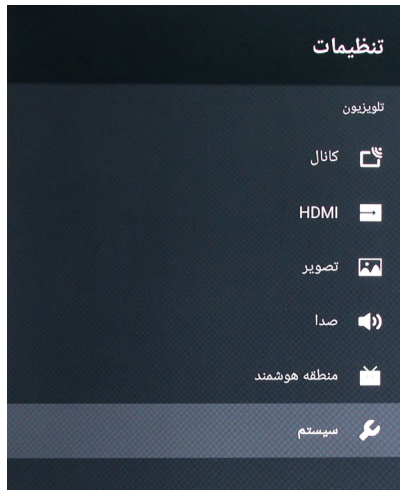 تنظیمات
تلویزیون
کانال
HDMI
تصویر
صدا
منطقه هوشمند
سیستم